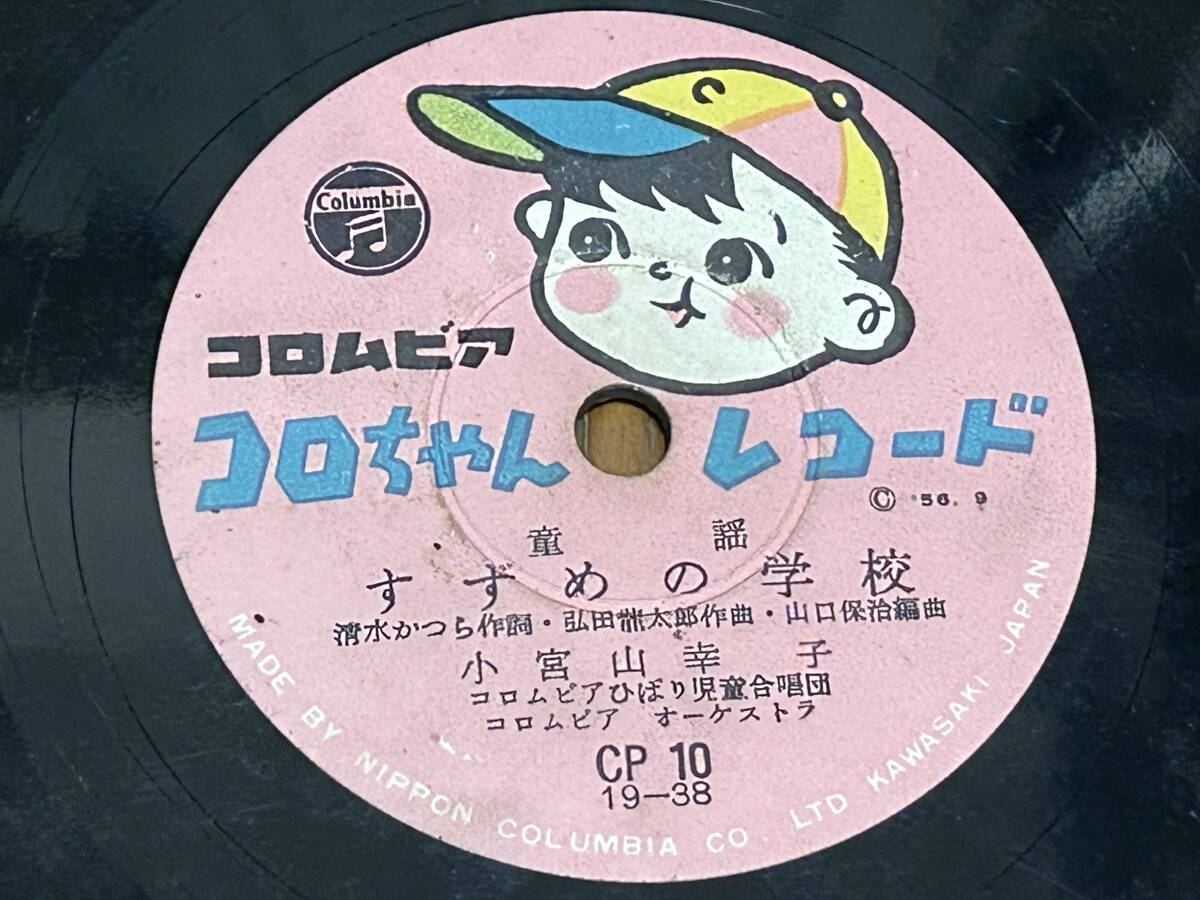 Columbia
コロムビア
コロちゃん レコード
© '56. 9
童謡
すずめの学校
清水かつら作詞・弘田龍太郎作曲・山口保治編曲
小宮山幸子
コロムビアひばり児童合唱団
コロムビア オーケストラ
CP 10
19-38
MADE BY NIPPON COLUMBIA CO. LTD KAWASAKI JAPAN